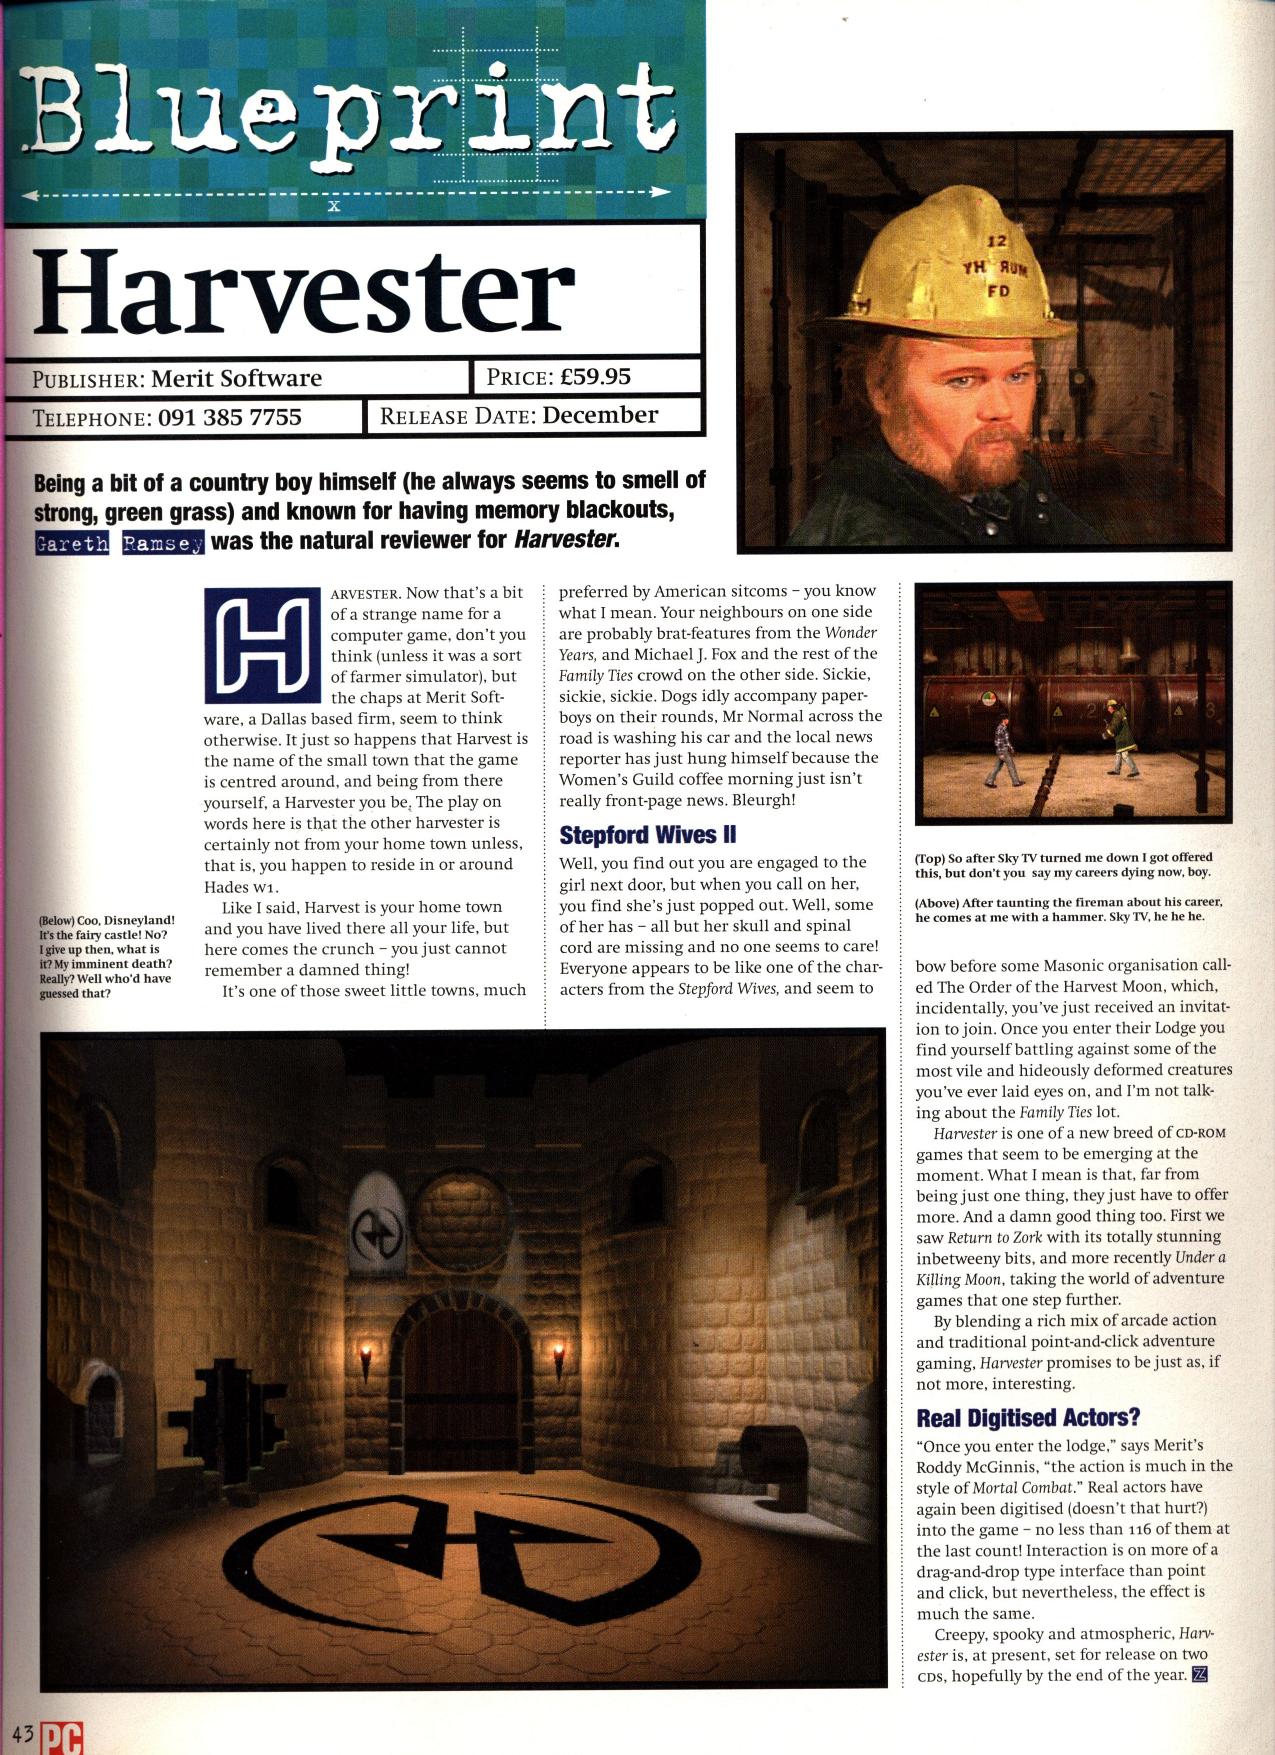 Blueprint
x
Harvester
PUBLISHER: Merit Software
PRICE: £59.95
TELEPHONE: 091 385 7755
RELEASE DATE: December
Being a bit of a country boy himself (he always seems to smell of
strong, green grass) and known for having memory blackouts,
Gareth Ramsey was the natural reviewer for Harvester.
12
FD
HARVESTER. Now that's a bit
of a strange name for a
computer game, don't you
think (unless it was a sort
of farmer simulator), but
the chaps at Merit Soft-
ware, a Dallas based firm, seem to think
otherwise. It just so happens that Harvest is
the name of the small town that the game
is centred around, and being from there
yourself, a Harvester you be. The play on
words here is that the other harvester is
certainly not from your home town unless,
that is, you happen to reside in or around
Hades W1.
Like I said, Harvest is your home town
and you have lived there all your life, but
here comes the crunch – you just cannot
remember a damned thing!
It's one of those sweet little towns, much
(Below) Coo, Disneyland!
It's the fairy castle! No?
I give up then, what is
it? My imminent death?
Really? Well who'd have
guessed that?
preferred by American sitcoms – you know
what I mean. Your neighbours on one side
are probably brat-features from the Wonder
Years, and Michael J. Fox and the rest of the
Family Ties crowd on the other side. Sickie,
sickie, sickie. Dogs idly accompany paper-
boys on their rounds, Mr Normal across the
road is washing his car and the local news
reporter has just hung himself because the
Women's Guild coffee morning just isn't
really front-page news. Bleurgh!
Stepford Wives II
Well, you find out you are engaged to the
girl next door, but when you call on her,
you find she's just popped out. Well, some
of her has – all but her skull and spinal
cord are missing and no one seems to care!
Everyone appears to be like one of the char-
acters from the Stepford Wives, and seem to
(Top) So after Sky TV turned me down I got offered
this, but don't you say my careers dying now, boy.
(Above) After taunting the fireman about his career,
he comes at me with a hammer. Sky TV, he he he.
bow before some Masonic organisation call-
ed The Order of the Harvest Moon, which,
incidentally, you've just received an invitat-
ion to join. Once you enter their Lodge you
find yourself battling against some of the
most vile and hideously deformed creatures
you've ever laid eyes on, and I'm not talk-
ing about the Family Ties lot.
Harvester is one of a new breed of CD-ROM
games that seem to be emerging at the
moment. What I mean is that, far from
being just one thing, they just have to offer
more. And a damn good thing too. First we
saw Return to Zork with its totally stunning
inbetweeny bits, and more recently Under a
Killing Moon, taking the world of adventure
games that one step further.
By blending a rich mix of arcade action
and traditional point-and-click adventure
gaming, Harvester promises to be just as, if
not more, interesting.
Real Digitised Actors?
“Once you enter the lodge,” says Merit's
Roddy McGinnis, “the action is much in the
style of Mortal Combat.” Real actors have
again been digitised (doesn't that hurt?)
into the game – no less than 116 of them at
the last count! Interaction is on more of a
drag-and-drop type interface than point
and click, but nevertheless, the effect is
much the same.
Creepy, spooky and atmospheric, Harv-
ester is, at present, set for release on two
CDs, hopefully by the end of the year. Z
43 PC